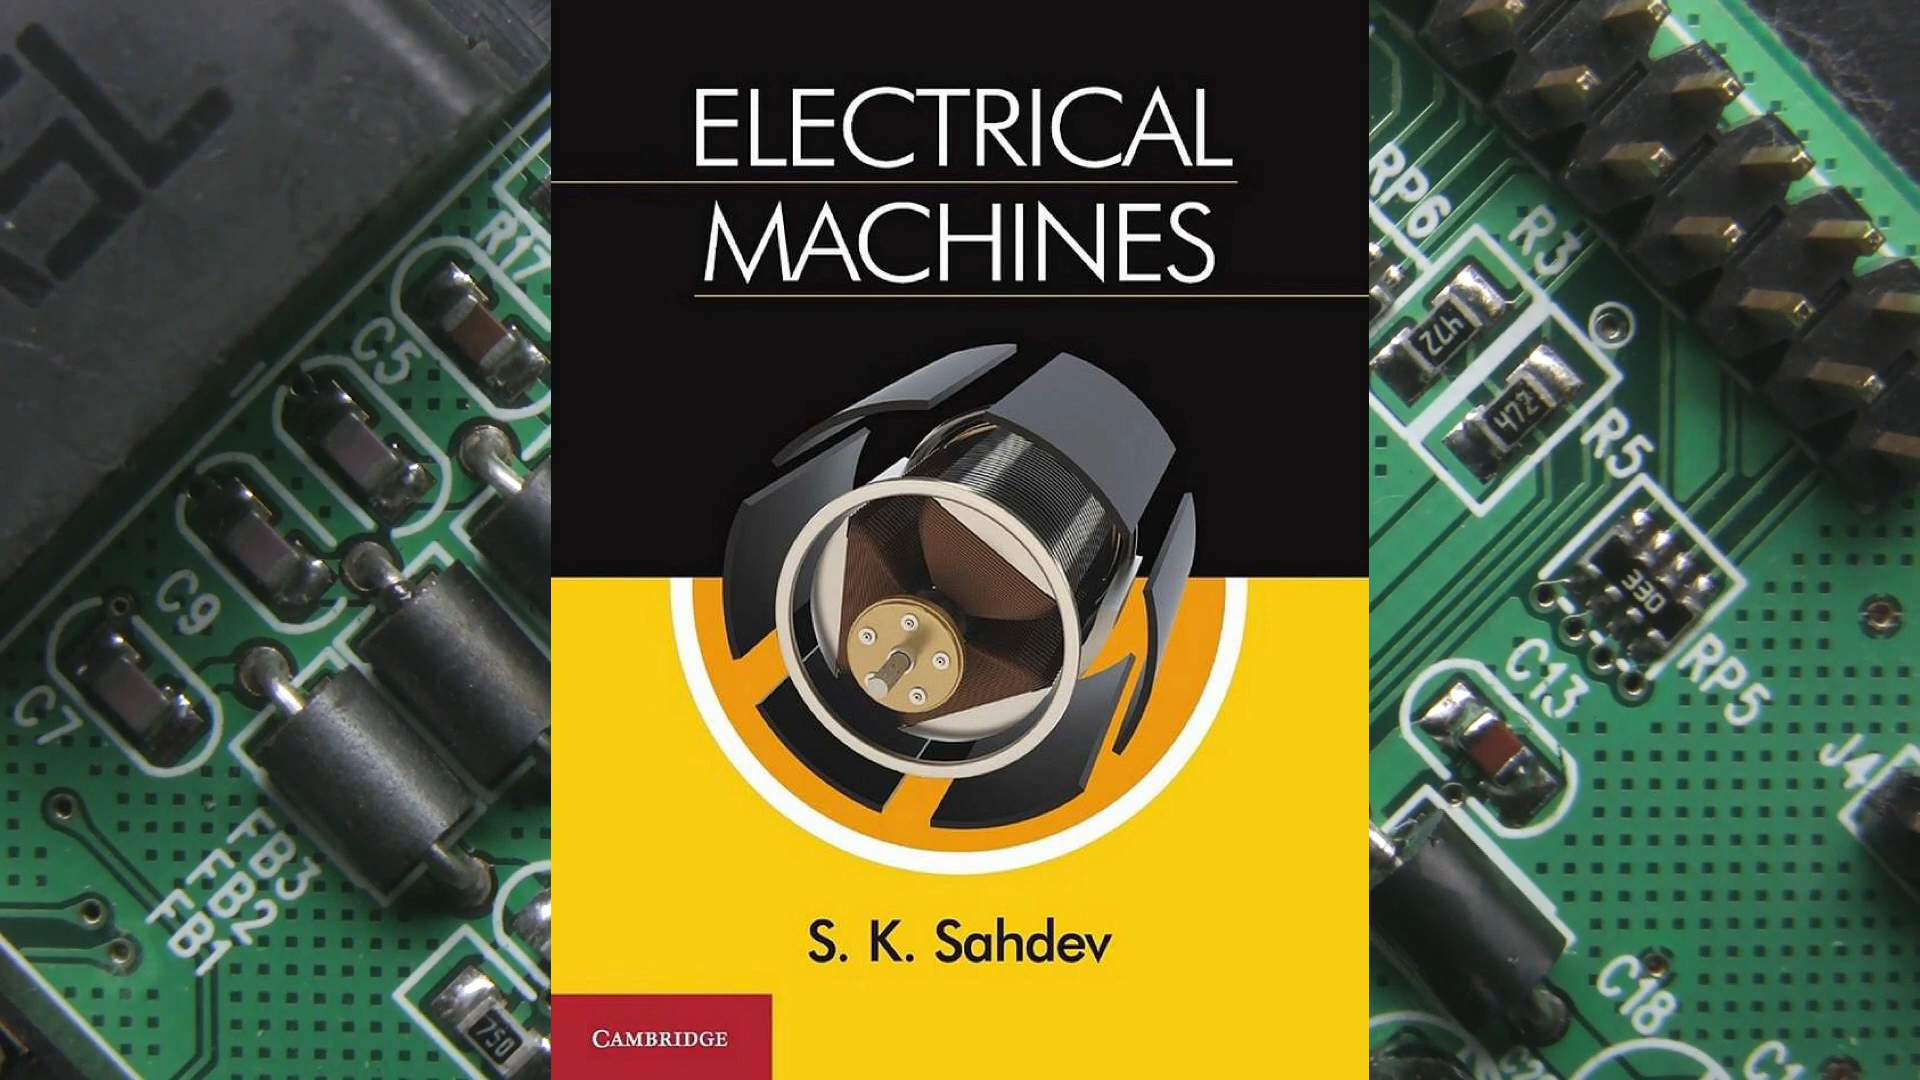 ELECTRICAL
MACHINES
S. K. Sahdev
CAMBRIDGE
R17
C5
C9
C7
FB3
FB2
FB1
750
RP6
R3
472
472
R5
330
RP5
C13
J4
C18